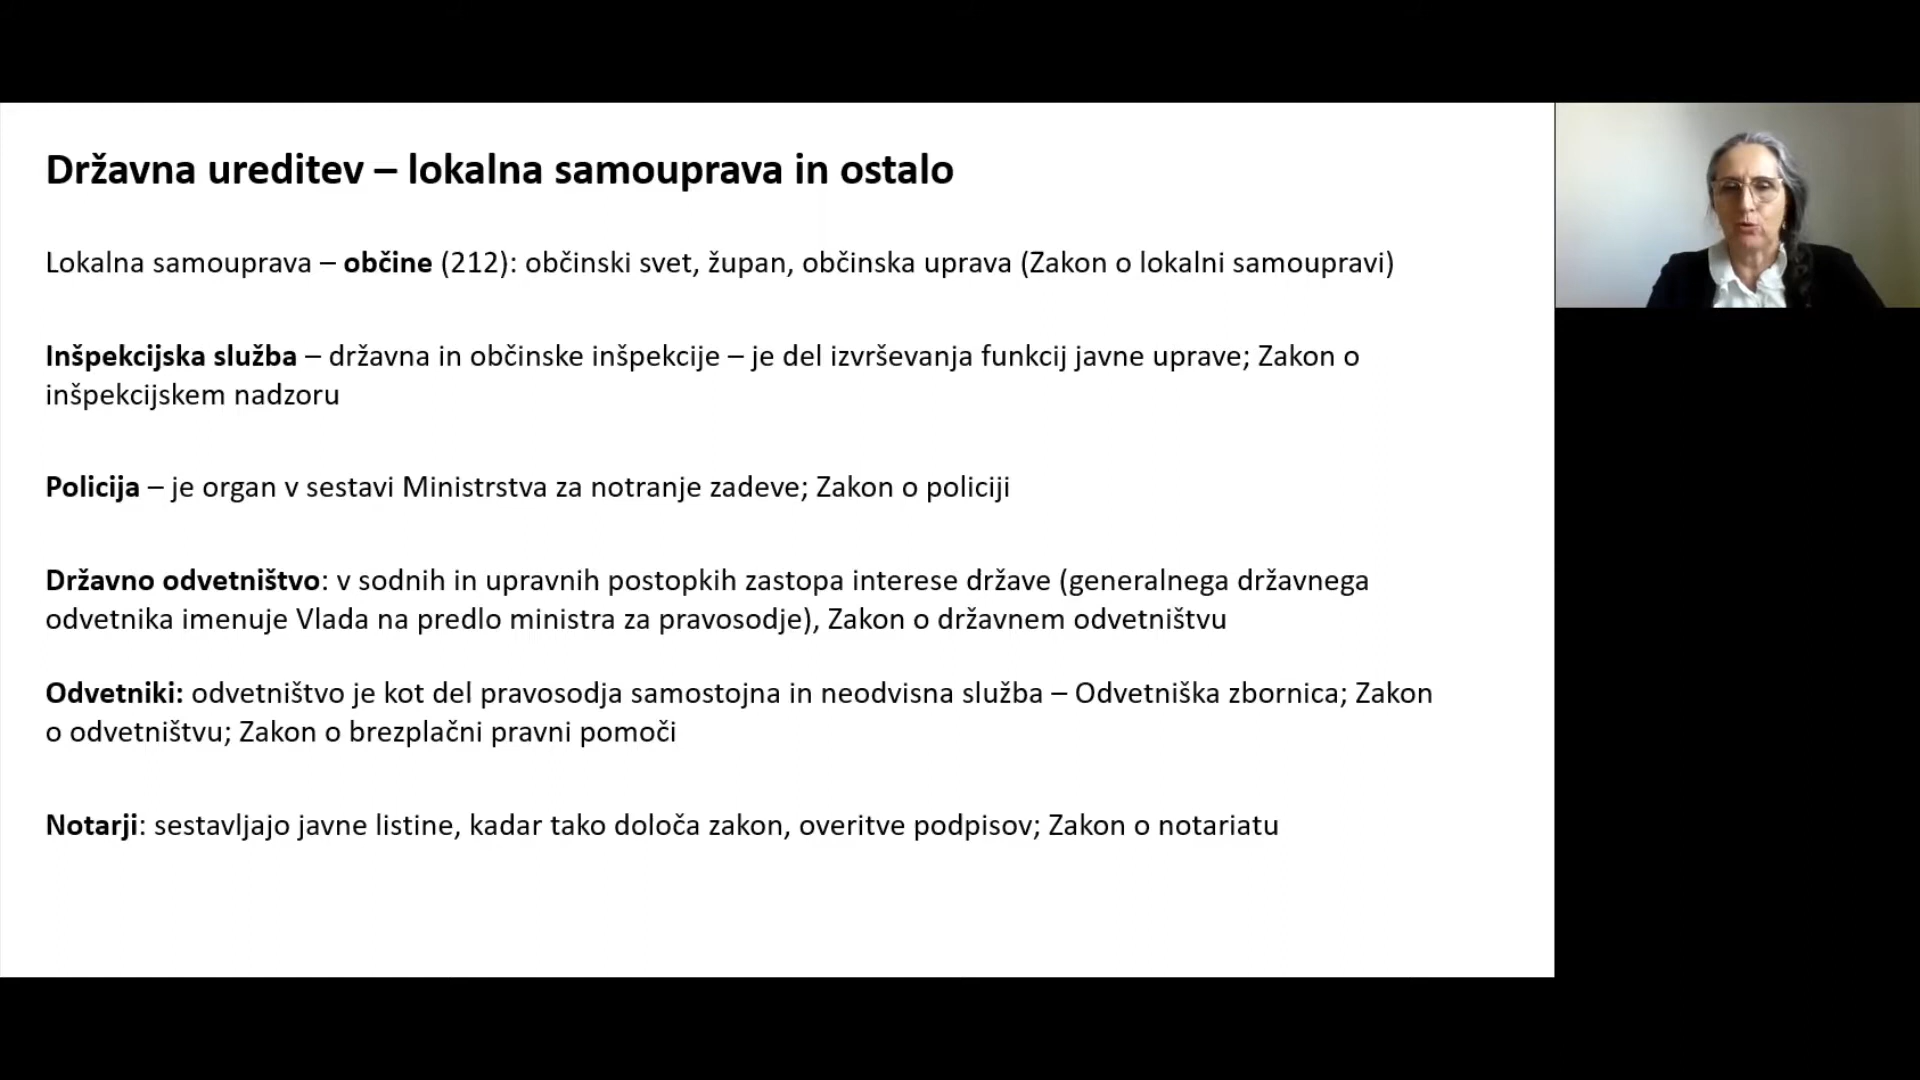 Državna ureditev – lokalna samouprava in ostalo
Lokalna samouprava – občine (212): občinski svet, župan, občinska uprava (Zakon o lokalni samoupravi)
Inšpekcijska služba – državna in občinske inšpekcije – je del izvrševanja funkcij javne uprave; Zakon o
inšpekcijskem nadzoru
Policija – je organ v sestavi Ministrstva za notranje zadeve; Zakon o policiji
Državno odvetništvo: v sodnih in upravnih postopkih zastopa interese države (generalnega državnega
odvetnika imenuje Vlada na predlo ministra za pravosodje), Zakon o državnem odvetništvu
Odvetniki: odvetništvo je kot del pravosodja samostojna in neodvisna služba – Odvetniška zbornica; Zakon
o odvetništvu; Zakon o brezplačni pravni pomoči
Notarji: sestavljajo javne listine, kadar tako določa zakon, overitve podpisov; Zakon o notariatu